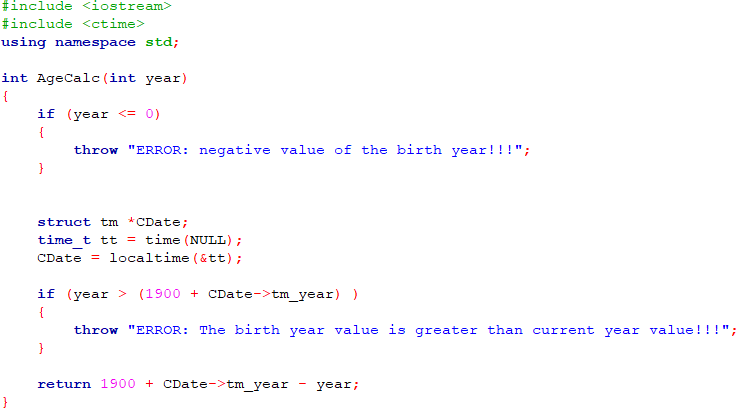 #include <iostream>
#include <ctime>
using namespace std;
int AgeCalc(int year)
{
if (year <= 0)
{
throw "ERROR: negative value of the birth year!!!";
}
struct tm *CDate;
time_t tt = time(NULL);
CDate = localtime(&tt);
if (year > (1900 + CDate->tm_year) )
{
throw "ERROR: The birth year value is greater than current year value!!!";
}
return 1900 + CDate->tm_year - year;
}